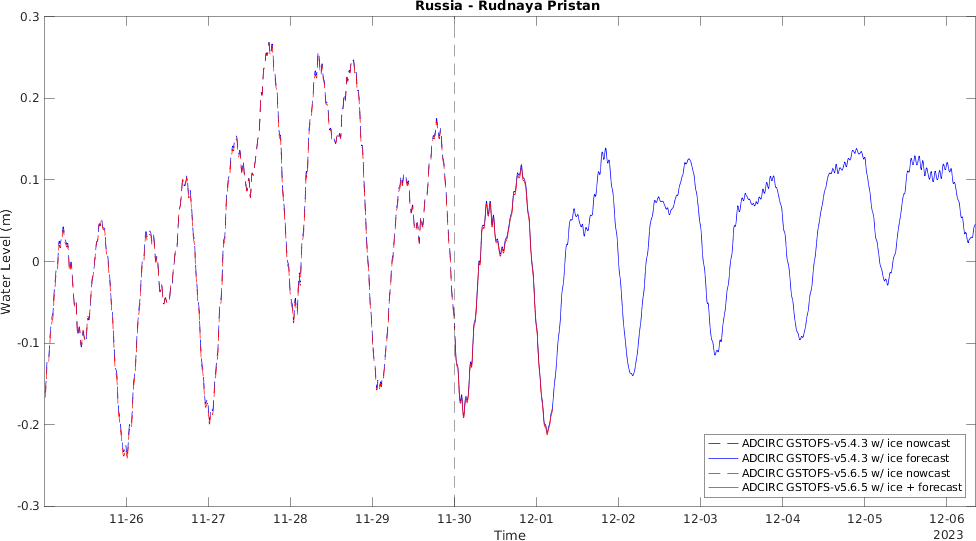 Russia - Rudnaya Pristan
0.3
0.2
0.1
0
-0.1
-0.2
-0.3
Water Level (m)
11-26
11-27
11-28
11-29
11-30
12-01
12-02
12-03
12-04
12-05
12-06
2023
Time
ADCIRC GSTOFS-v5.4.3 w/ ice nowcast
ADCIRC GSTOFS-v5.4.3 w/ ice forecast
ADCIRC GSTOFS-v5.6.5 w/ ice nowcast
ADCIRC GSTOFS-v5.6.5 w/ ice + forecast